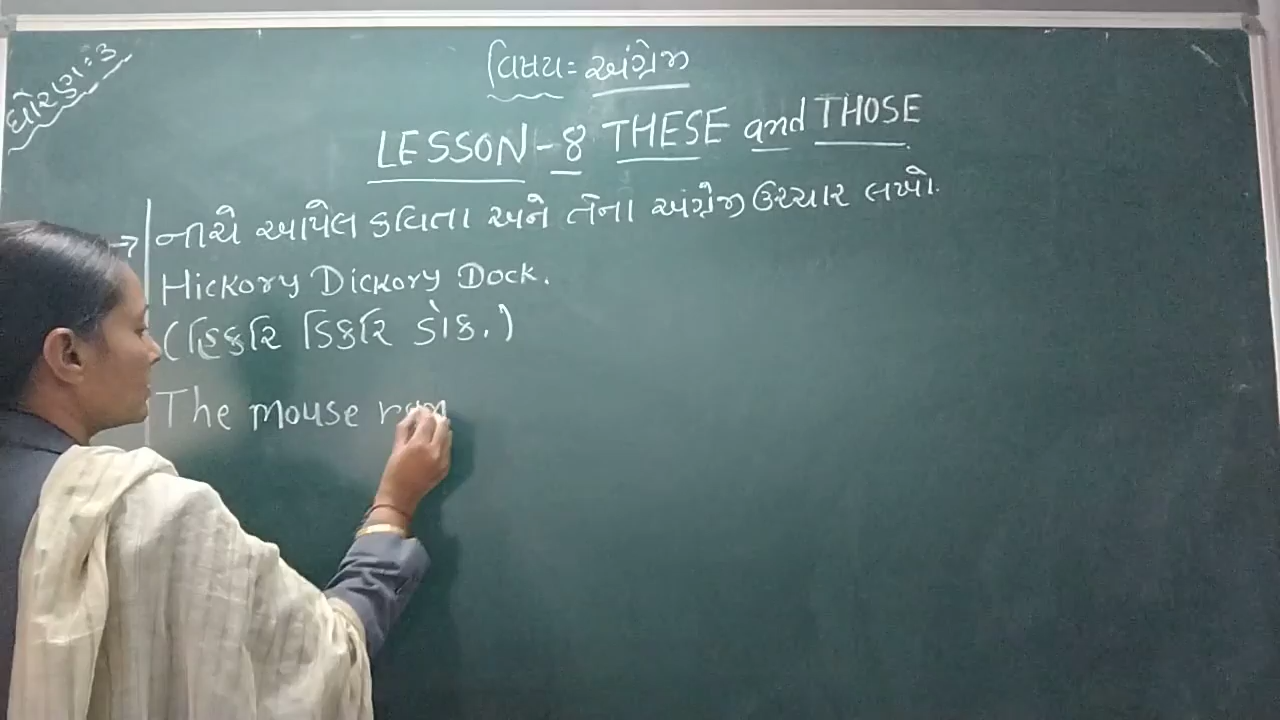 ધોરણ:૩
વિષય: અંગ્રેજી
LESSON-8 THESE and THOSE
→ નીચે આપેલ કવિતા અને તેના અંગ્રેજી ઉચ્ચાર લખો.
Hickory Dickory Dock.
(હિકરિ ડિકરિ ડોક.)
The mouse ran